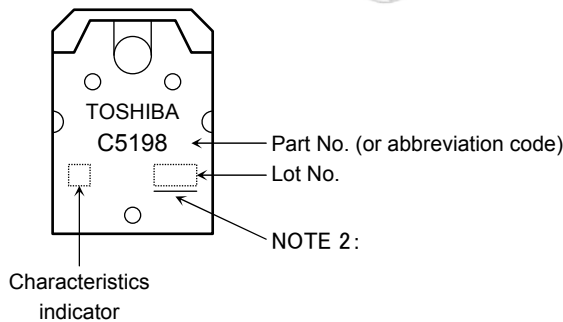 TOSHIBA
C5198
Part No. (or abbreviation code)
Lot No.
NOTE 2:
Characteristics
indicator